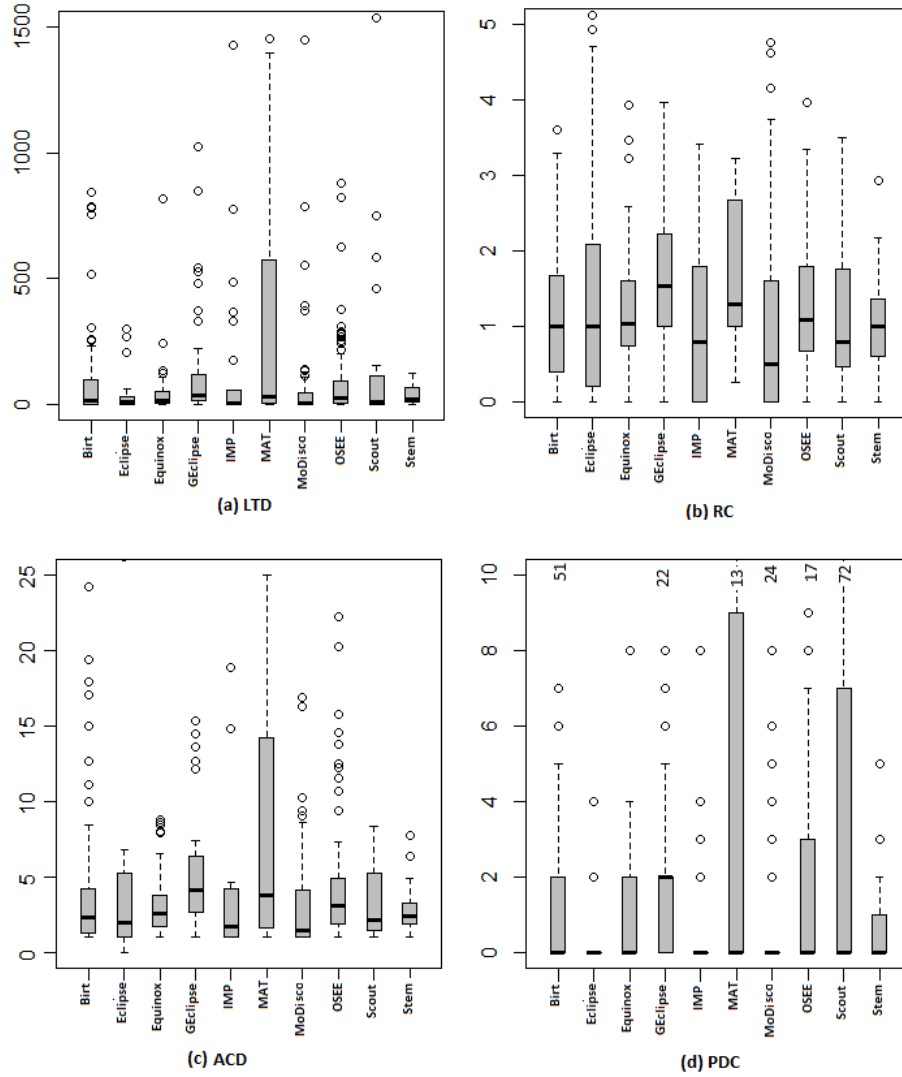 1500
1000
500
0
Birt
Eclipse
Equinox
GEclipse
IMP
MAT
MoDisco
OSEE
Scout
Stem
(a) LTD
5
4
3
2
1
0
Birt
Eclipse
Equinox
GEclipse
IMP
MAT
MoDisco
OSEE
Scout
Stem
(b) RC
25
20
15
10
5
0
Birt
Eclipse
Equinox
GEclipse
IMP
MAT
MoDisco
OSEE
Scout
Stem
(c) ACD
10
8
6
4
2
0
51
22
13
24
17
72
Birt
Eclipse
Equinox
GEclipse
IMP
MAT
MoDisco
OSEE
Scout
Stem
(d) PDC